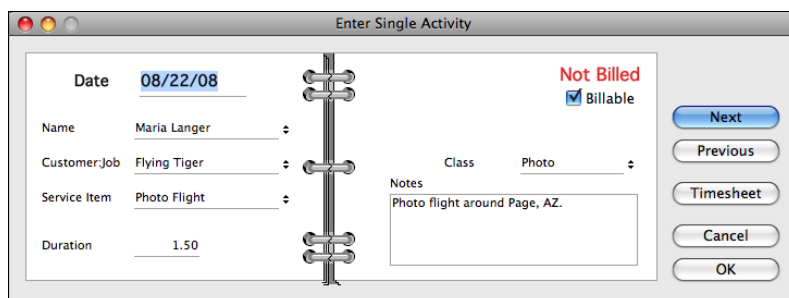 Enter Single Activity
Date 08/22/08
Not Billed
Billable
Name Maria Langer
Customer:Job Flying Tiger
Class Photo
Service Item Photo Flight
Notes
Photo flight around Page, AZ.
Duration 1.50
Next
Previous
Timesheet
Cancel
OK